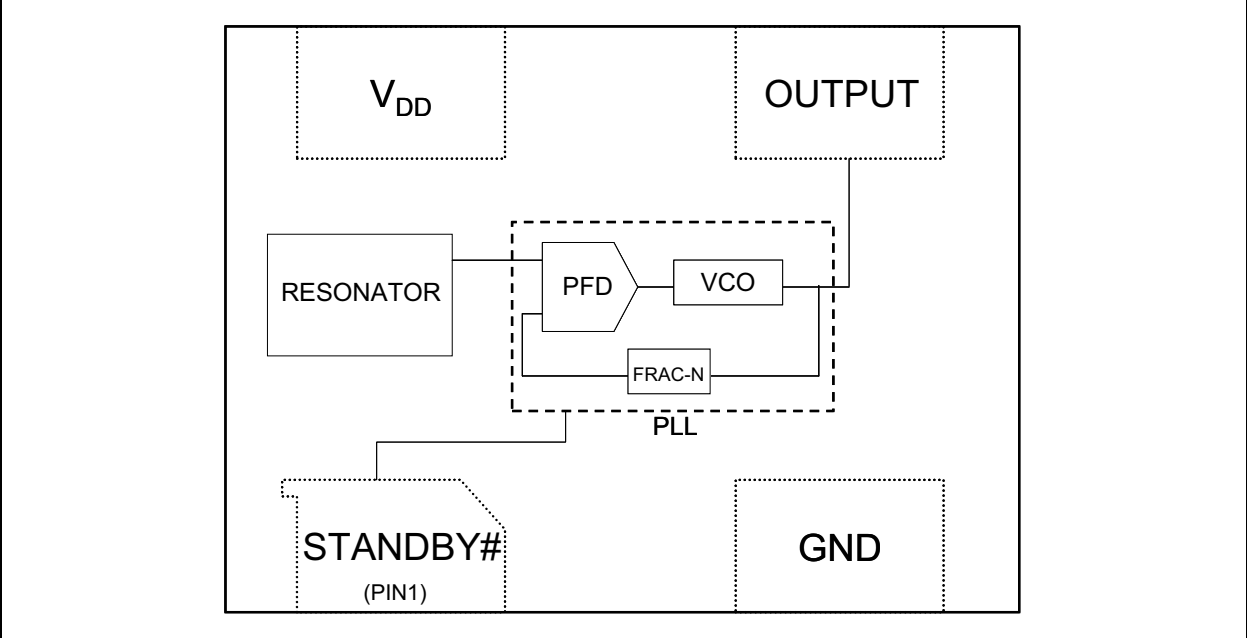 VDD
OUTPUT
RESONATOR
PFD
VCO
FRAC-N
PLL
STANDBY#
(PIN1)
GND